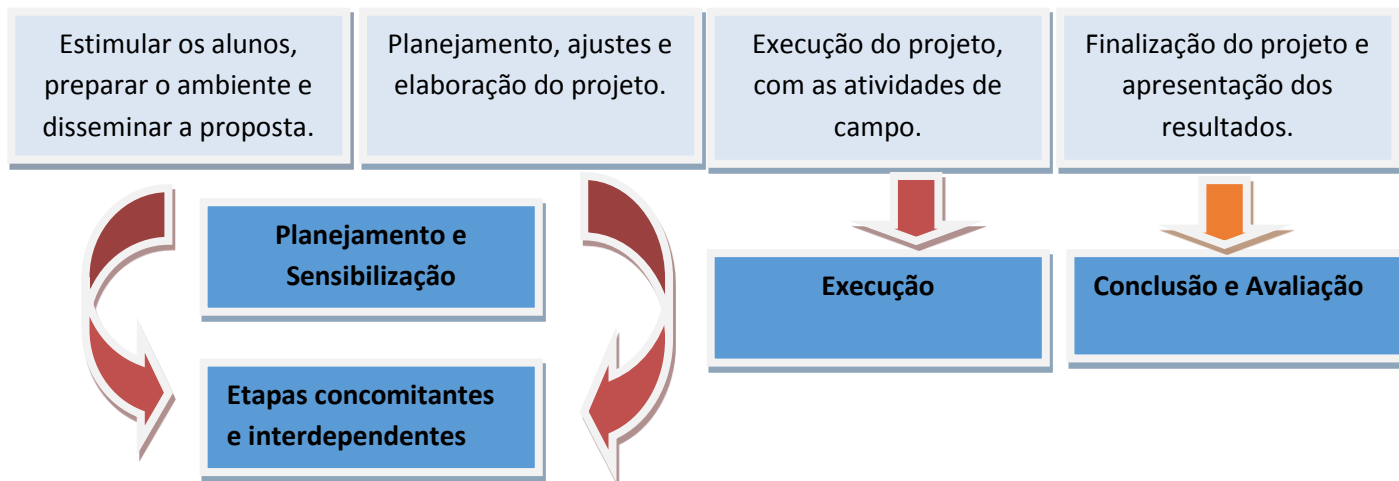 Estimular os alunos,
preparar o ambiente e
disseminar a proposta.
Planejamento, ajustes e
elaboração do projeto.
Execução do projeto,
com as atividades de
campo.
Finalização do projeto e
apresentação dos
resultados.
Planejamento e
Sensibilização
Execução
Conclusão e Avaliação
Etapas concomitantes
e interdependentes